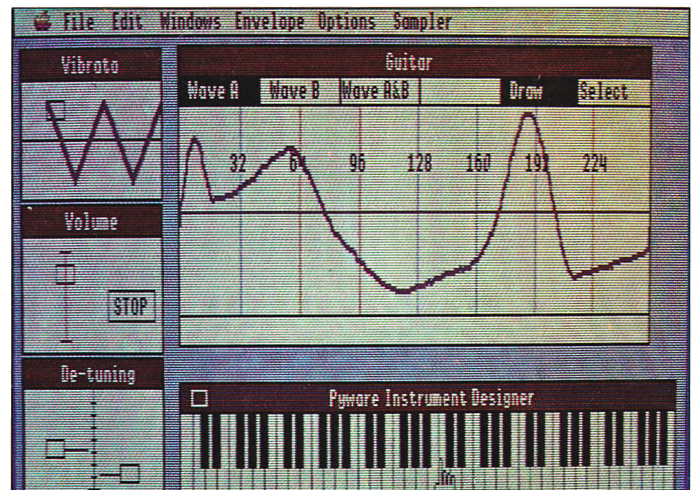 File Edit Windows Envelope Options Sampler
Vibrato
Guitar
Wave A Wave B Wave A&B Draw Select
32 64 96 128 160 192 224
Volume
STOP
De-tuning
Pyware Instrument Designer